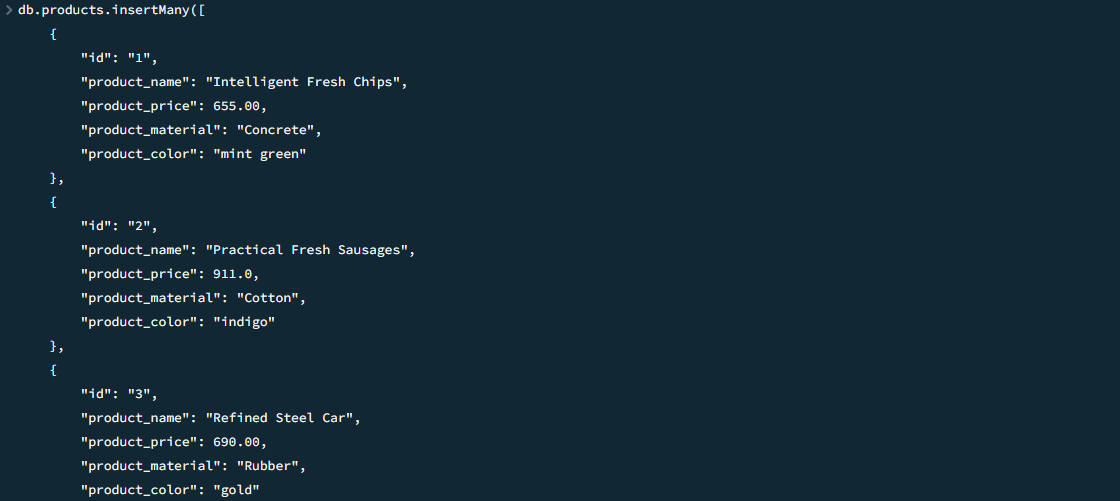 db.products.insertMany([
{
"id": "1",
"product_name": "Intelligent Fresh Chips",
"product_price": 655.00,
"product_material": "Concrete",
"product_color": "mint green"
},
{
"id": "2",
"product_name": "Practical Fresh Sausages",
"product_price": 911.0,
"product_material": "Cotton",
"product_color": "indigo"
},
{
"id": "3",
"product_name": "Refined Steel Car",
"product_price": 690.00,
"product_material": "Rubber",
"product_color": "gold"